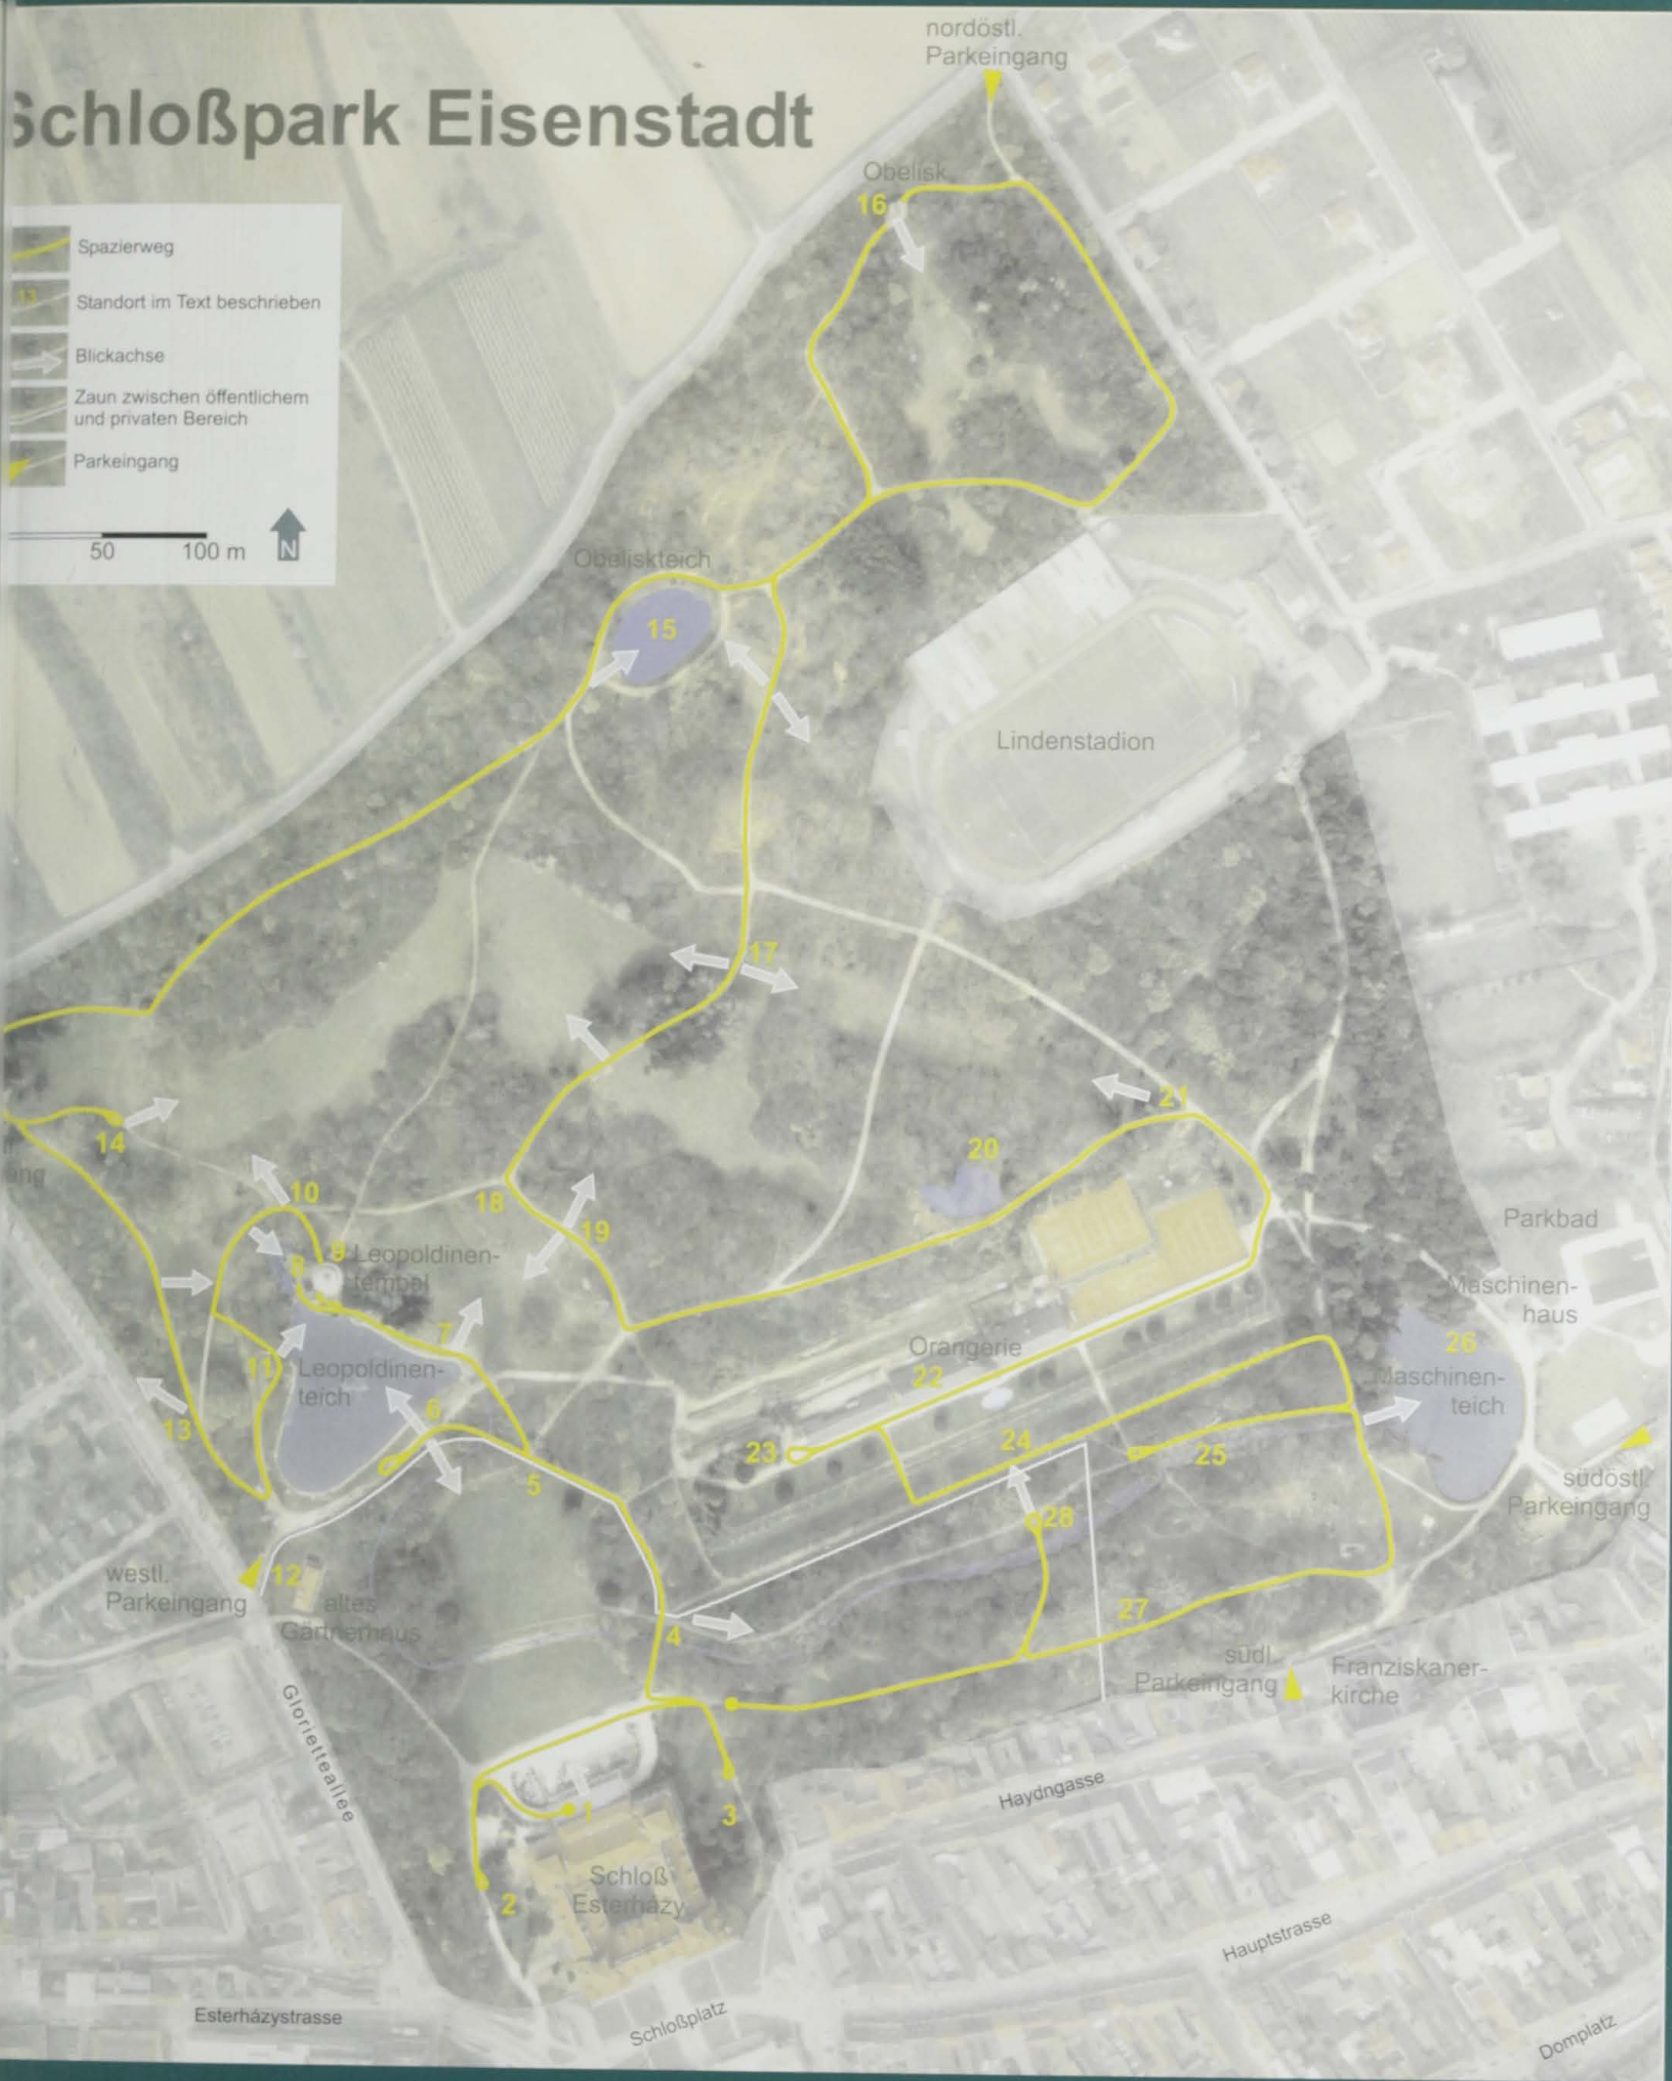 nordöstl.
Parkeingang
Schloßpark Eisenstadt
Obelisk
16
Spazierweg
13
Standort im Text beschrieben
Blickachse
Zaun zwischen öffentlichem
und privaten Bereich
Parkeingang
50
100 m
N
Obeliskteich
15
Lindenstadion
17
21
14
20
10
18
19
Parkbad
9
8
Leopoldinen-
tempel
Maschinen-
haus
7
Orangerie
26
11
Leopoldinen-
teich
22
Maschinen-
teich
6
13
23
24
25
5
südöstl.
Parkeingang
28
westl.
Parkeingang
12
altes
Gärtnerhaus
4
27
südl.
Parkeingang
Franziskaner-
kirche
Gloriettealle
Haydngasse
1
3
Schloß
Esterházy
2
Hauptstrasse
Esterházystrasse
Schloßplatz
Domplatz